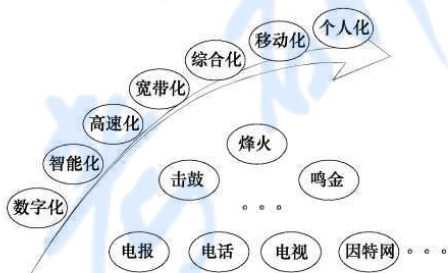 个人化
移动化
综合化
宽带化
高速化
智能化
数字化
烽火
击鼓 鸣金
。。。
电报 电话 电视 因特网 。。。